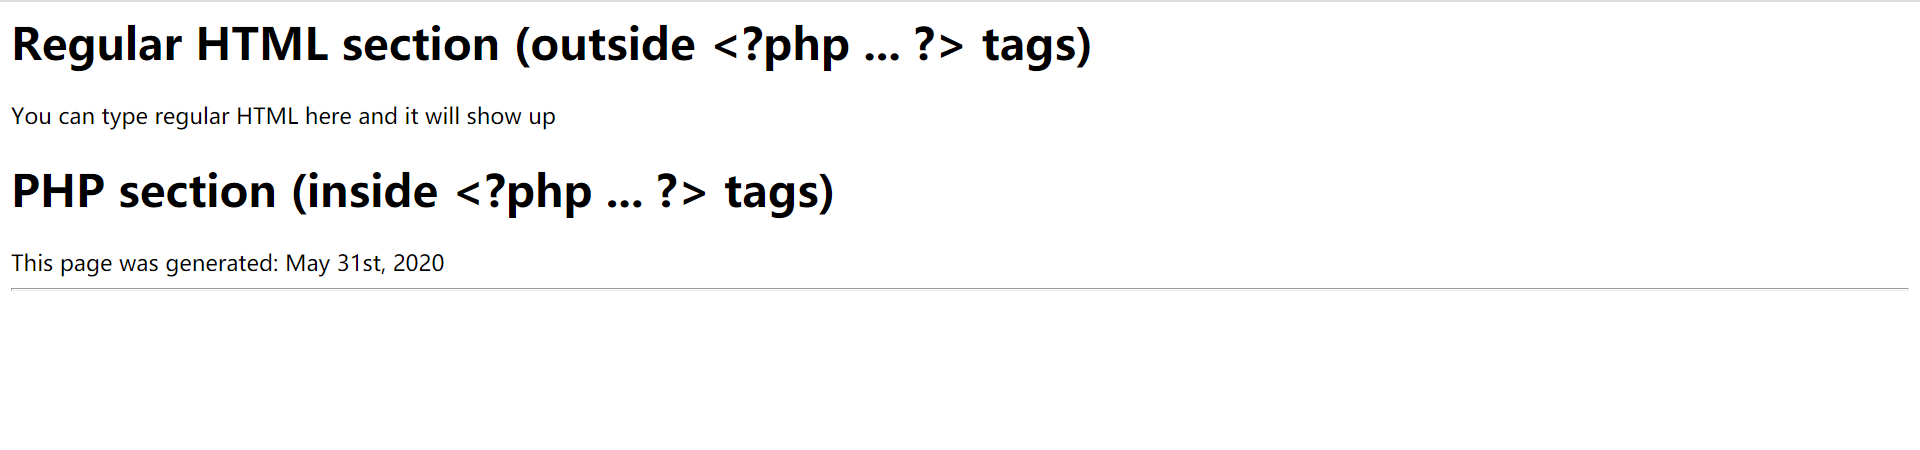 Regular HTML section (outside <?php ... ?> tags)
You can type regular HTML here and it will show up
PHP section (inside <?php ... ?> tags)
This page was generated: May 31st, 2020